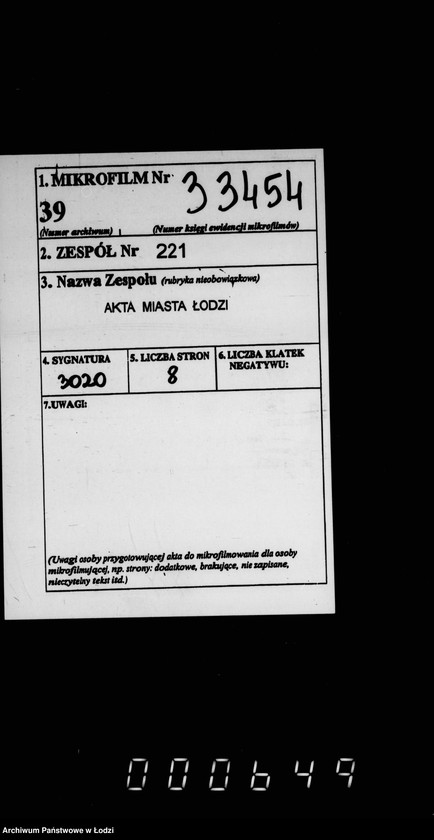 1. MIKROFILM Nr 33454
39
(Numer archiwum) (Numer księgi ewidencji mikrofilmów)
2. ZESPÓŁ Nr 221
3. Nazwa Zespołu (rubryka nieobowiązkowa)
AKTA MIASTA ŁODZI
4. SYGNATURA 5. LICZBA STRON 6. LICZBA KLATEK
NEGATYWU:
3020 8
7.UWAGI:
(Uwagi osoby przygotowującej akta do mikrofilmowania dla osoby
mikrofilmującej, np. strony: dodatkowe, brakujące, nie zapisane,
nieczytelny tekst itd.)
000649
Archiwum Państwowe w Łodzi